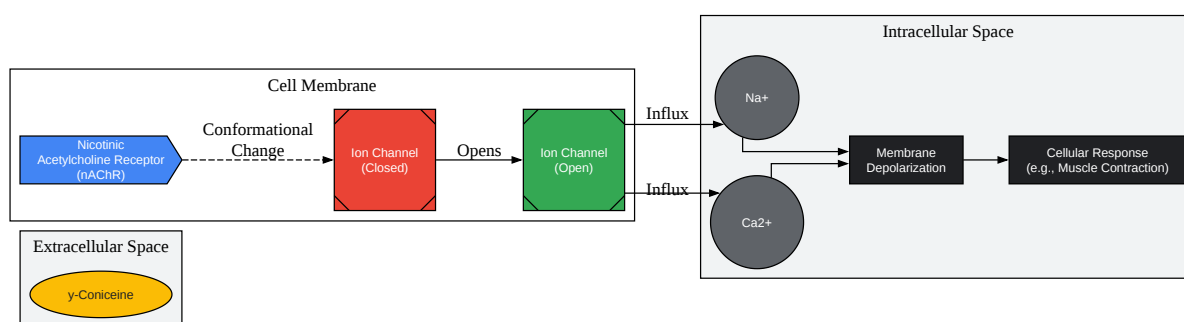 Intracellular Space
Cell Membrane
Nicotinic
Acetylcholine Receptor
(nAChR)
Conformational
Change
Ion Channel
(Closed)
Opens
Ion Channel
(Open)
Influx
Influx
Na+
Ca2+
Membrane
Depolarization
Cellular Response
(e.g., Muscle Contraction)
Extracellular Space
y-Coniceine